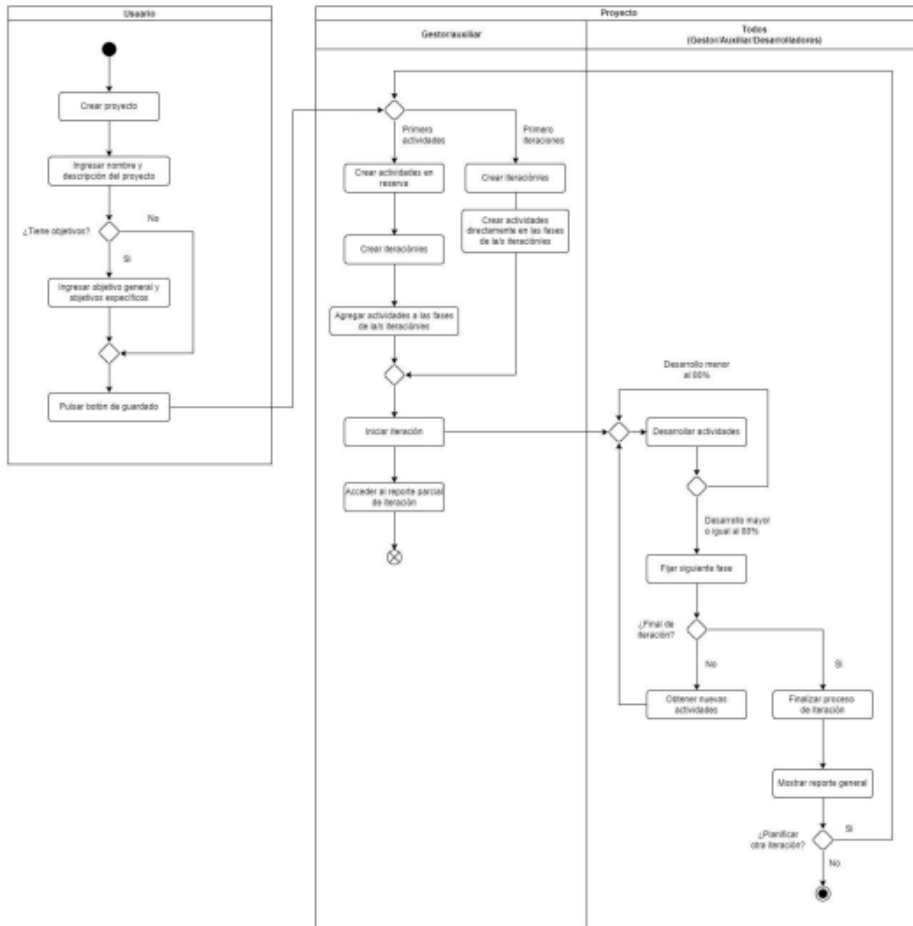 Usuario
Crear proyecto
Ingresar nombre y
descripción del proyecto
¿Tiene objetivos?
No
Si
Ingresar objetivo general y
objetivos específicos
Pulsar botón de guardado
Proyecto
Gestor/auxiliar
Primero
actividades
Primero
iteraciones
Crear actividades en
reserva
Crear iteración/es
Crear iteración/es
Crear actividades
directamente en las fases
de la/s iteración/es
Agregar actividades a las fases
de la/s iteración/es
Iniciar iteración
Acceder al reporte parcial
de iteración
Todos
(Gestor/Auxiliar/Desarrolladores)
Desarrollo menor
al 80%
Desarrollar actividades
Desarrollo mayor
o igual al 80%
Fijar siguiente fase
¿Final de
iteración?
No
Si
Obtener nuevas
actividades
Finalizar proceso
de iteración
Mostrar reporte general
¿Planificar
otra iteración?
Si
No